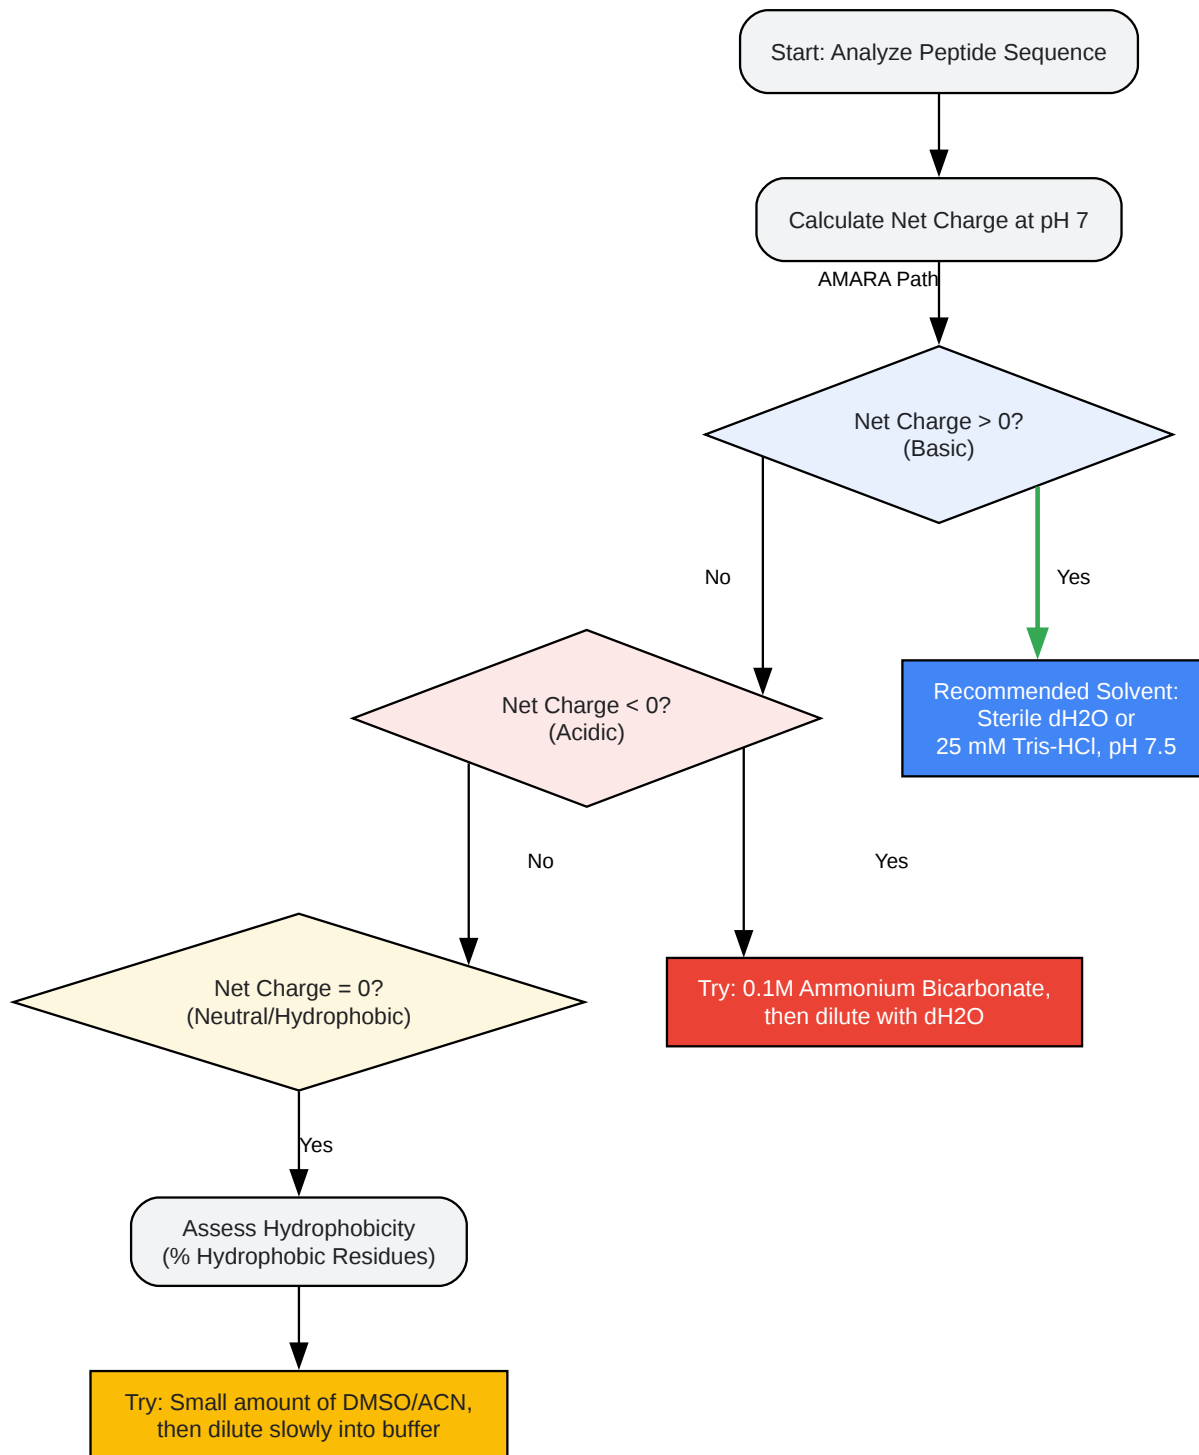 Start: Analyze Peptide Sequence
Calculate Net Charge at pH 7
AMARA Path
Net Charge > 0?
(Basic)
No
Yes
Recommended Solvent:
Sterile dH2O or
25 mM Tris-HCl, pH 7.5
Net Charge < 0?
(Acidic)
No
Yes
Try: 0.1M Ammonium Bicarbonate,
then dilute with dH2O
Net Charge = 0?
(Neutral/Hydrophobic)
Yes
Assess Hydrophobicity
(% Hydrophobic Residues)
Try: Small amount of DMSO/ACN,
then dilute slowly into buffer